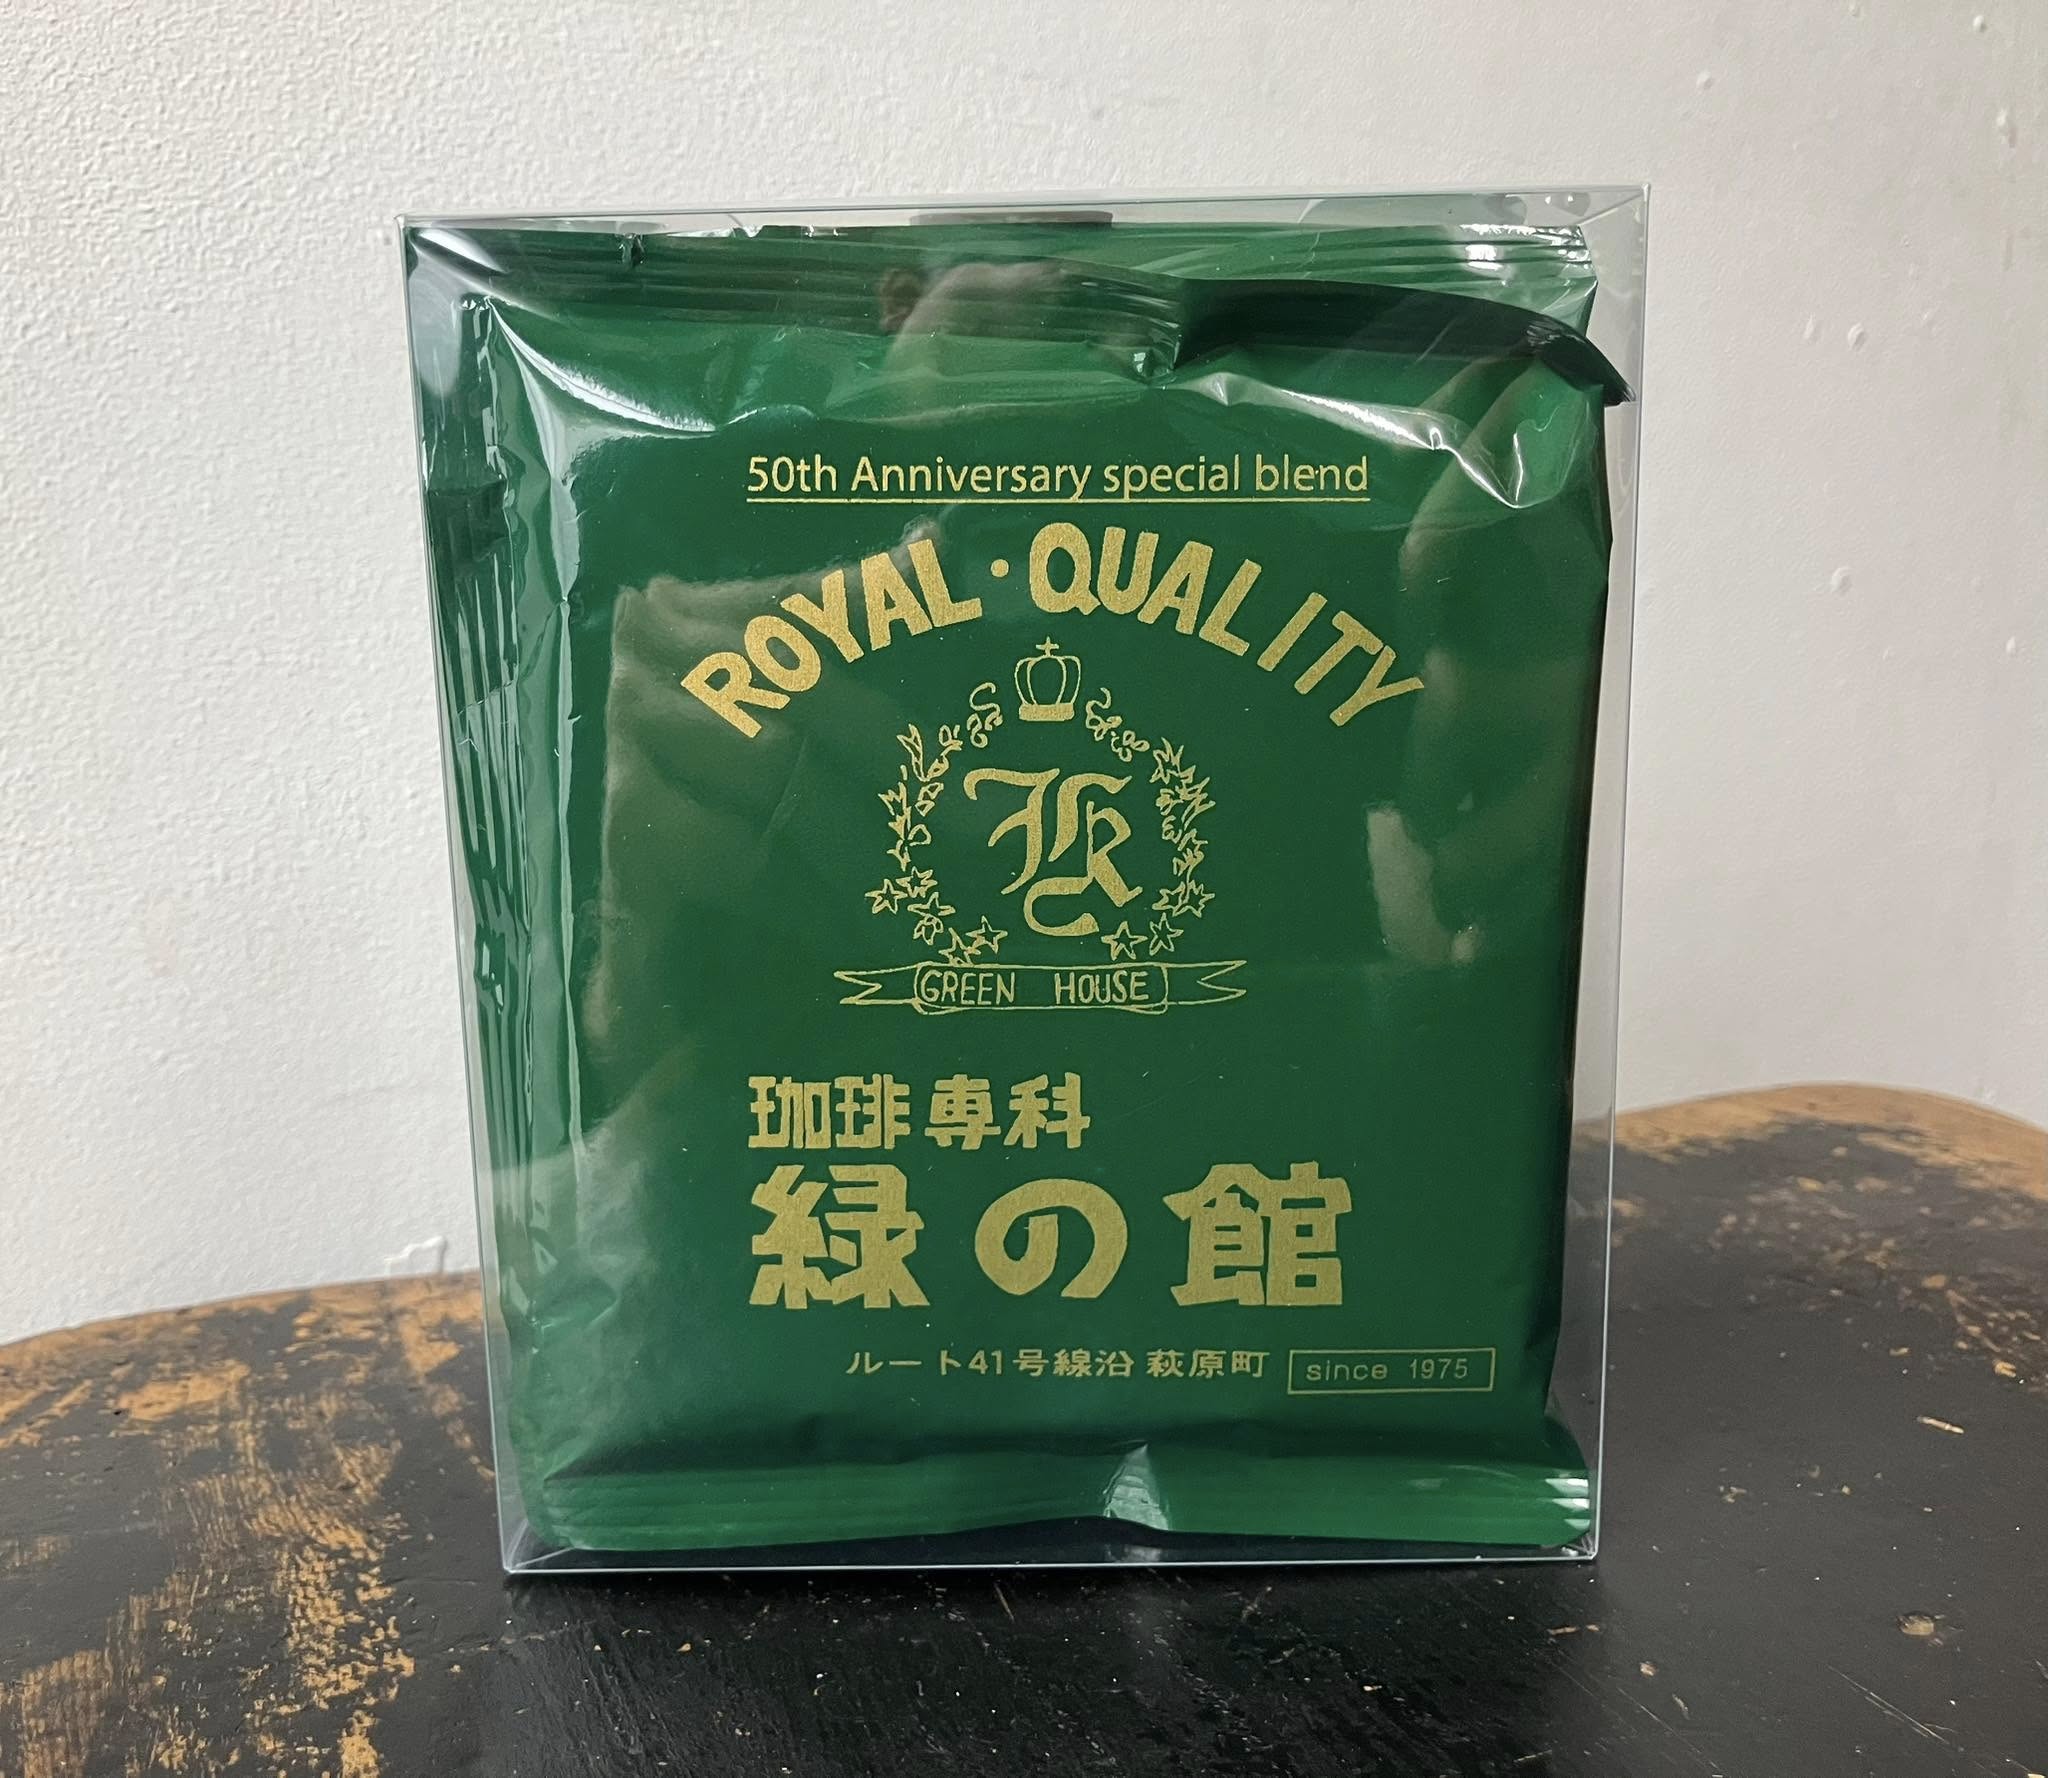 50th Anniversary special blend
ROYAL・QUALITY
GREEN HOUSE
珈琲専科
緑の館
ルート41号線沿 萩原町 since 1975